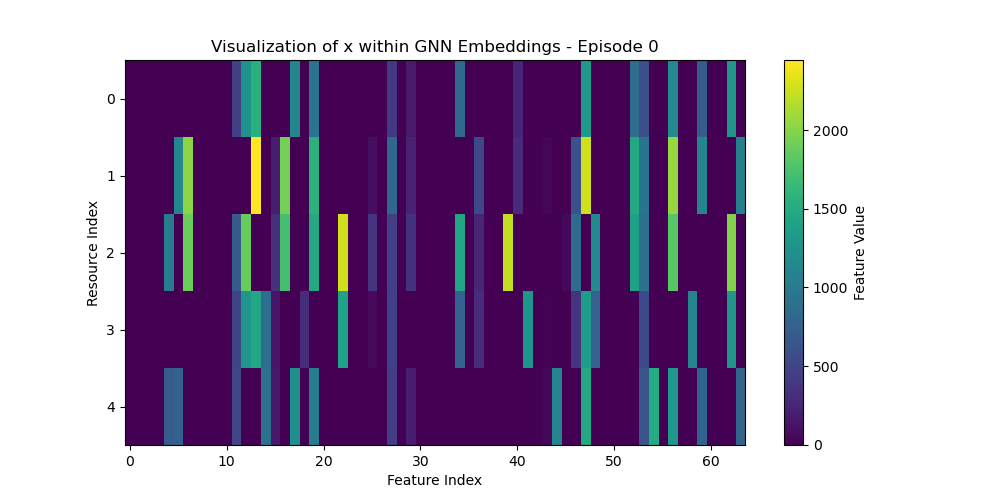 Visualization of x within GNN Embeddings - Episode 0
Resource Index
0
1
2
3
4
0 10 20 30 40 50 60
Feature Index
2000
1500
1000
500
0
Feature Value